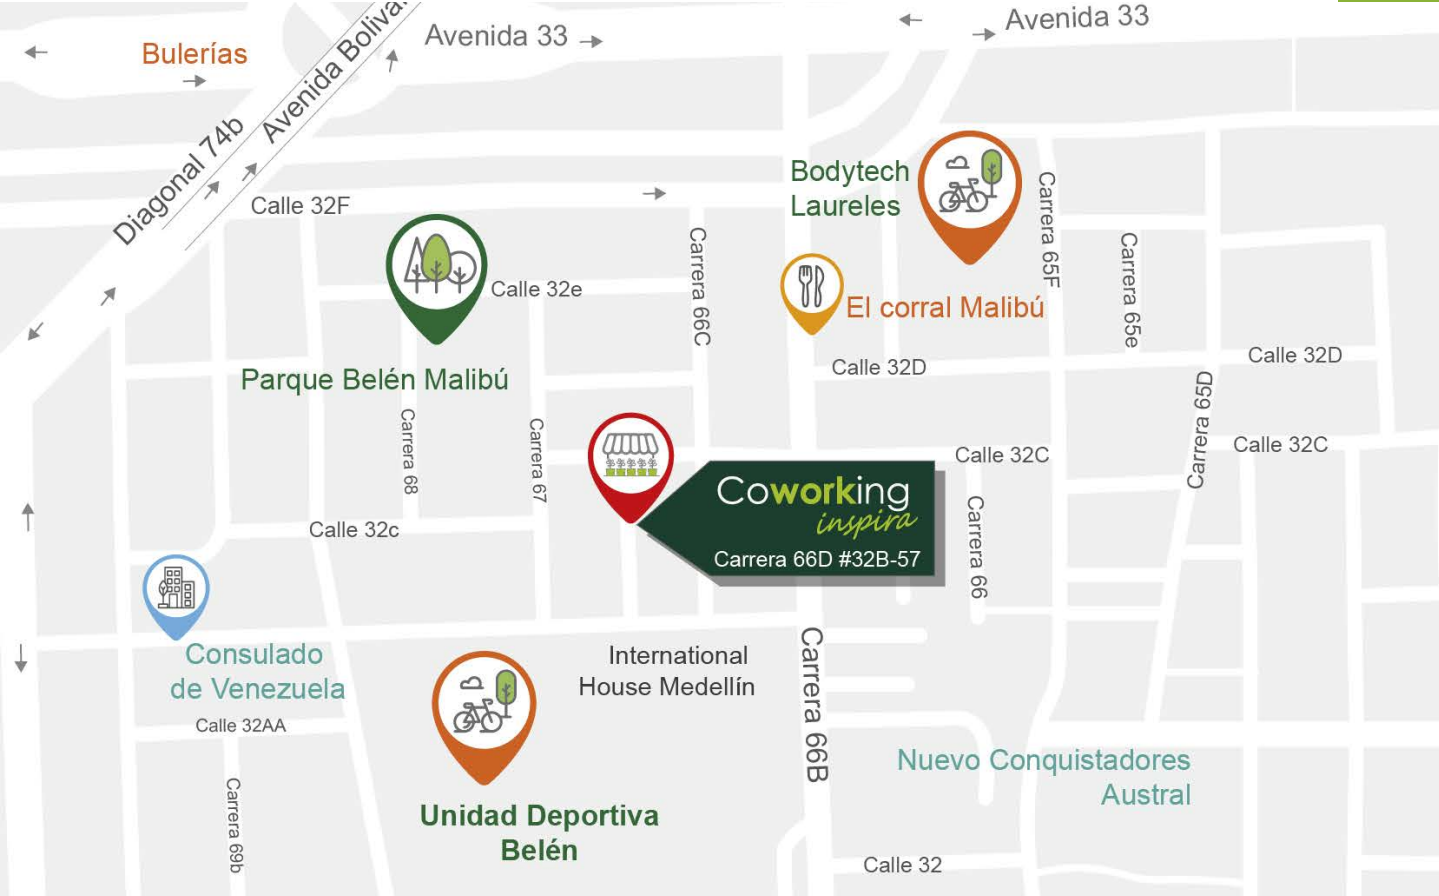 Avenida 33
Avenida 33
Bulerías
Avenida Boliva
Diagonal 74b
Calle 32F
Bodytech
Laureles
Carrera 65F
Carrera 66C
Carrera 65e
Calle 32e
El corral Malibú
Calle 32D
Calle 32D
Parque Belén Malibú
Carrera 65D
Carrera 68
Carrera 67
Calle 32C
Calle 32C
Coworking
inspira
Carrera 66D #32B-57
Carrera 66
Calle 32c
Consulado
de Venezuela
International
House Medellín
Carrera 66B
Calle 32AA
Carrera 69b
Nuevo Conquistadores
Austral
Unidad Deportiva
Belén
Calle 32